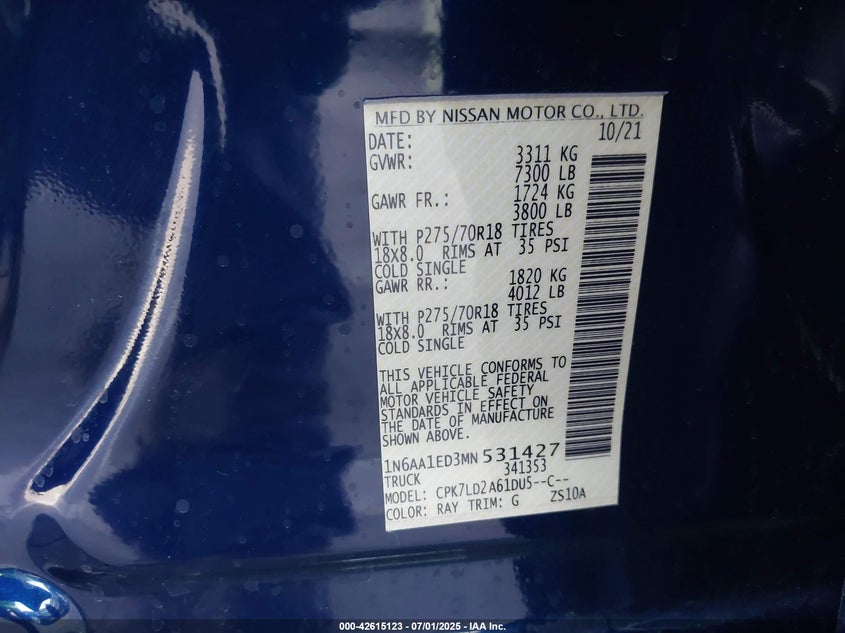 MFD BY NISSAN MOTOR CO., LTD.
DATE: 10/21
GVWR: 3311 KG
7300 LB
GAWR FR.: 1724 KG
3800 LB
WITH P275/70R18 TIRES
18X8.0 RIMS AT 35 PSI
COLD SINGLE
GAWR RR.: 1820 KG
4012 LB
WITH P275/70R18 TIRES
18X8.0 RIMS AT 35 PSI
COLD SINGLE
THIS VEHICLE CONFORMS TO
ALL APPLICABLE FEDERAL
MOTOR VEHICLE SAFETY
STANDARDS IN EFFECT ON
THE DATE OF MANUFACTURE
SHOWN ABOVE.
1N6AA1ED3MN531427
TRUCK 341353
MODEL: CPK7LD2A61DU5--C--
COLOR: RAY TRIM: G ZS10A
000-42615123 - 07/01/2025 - IAA Inc.